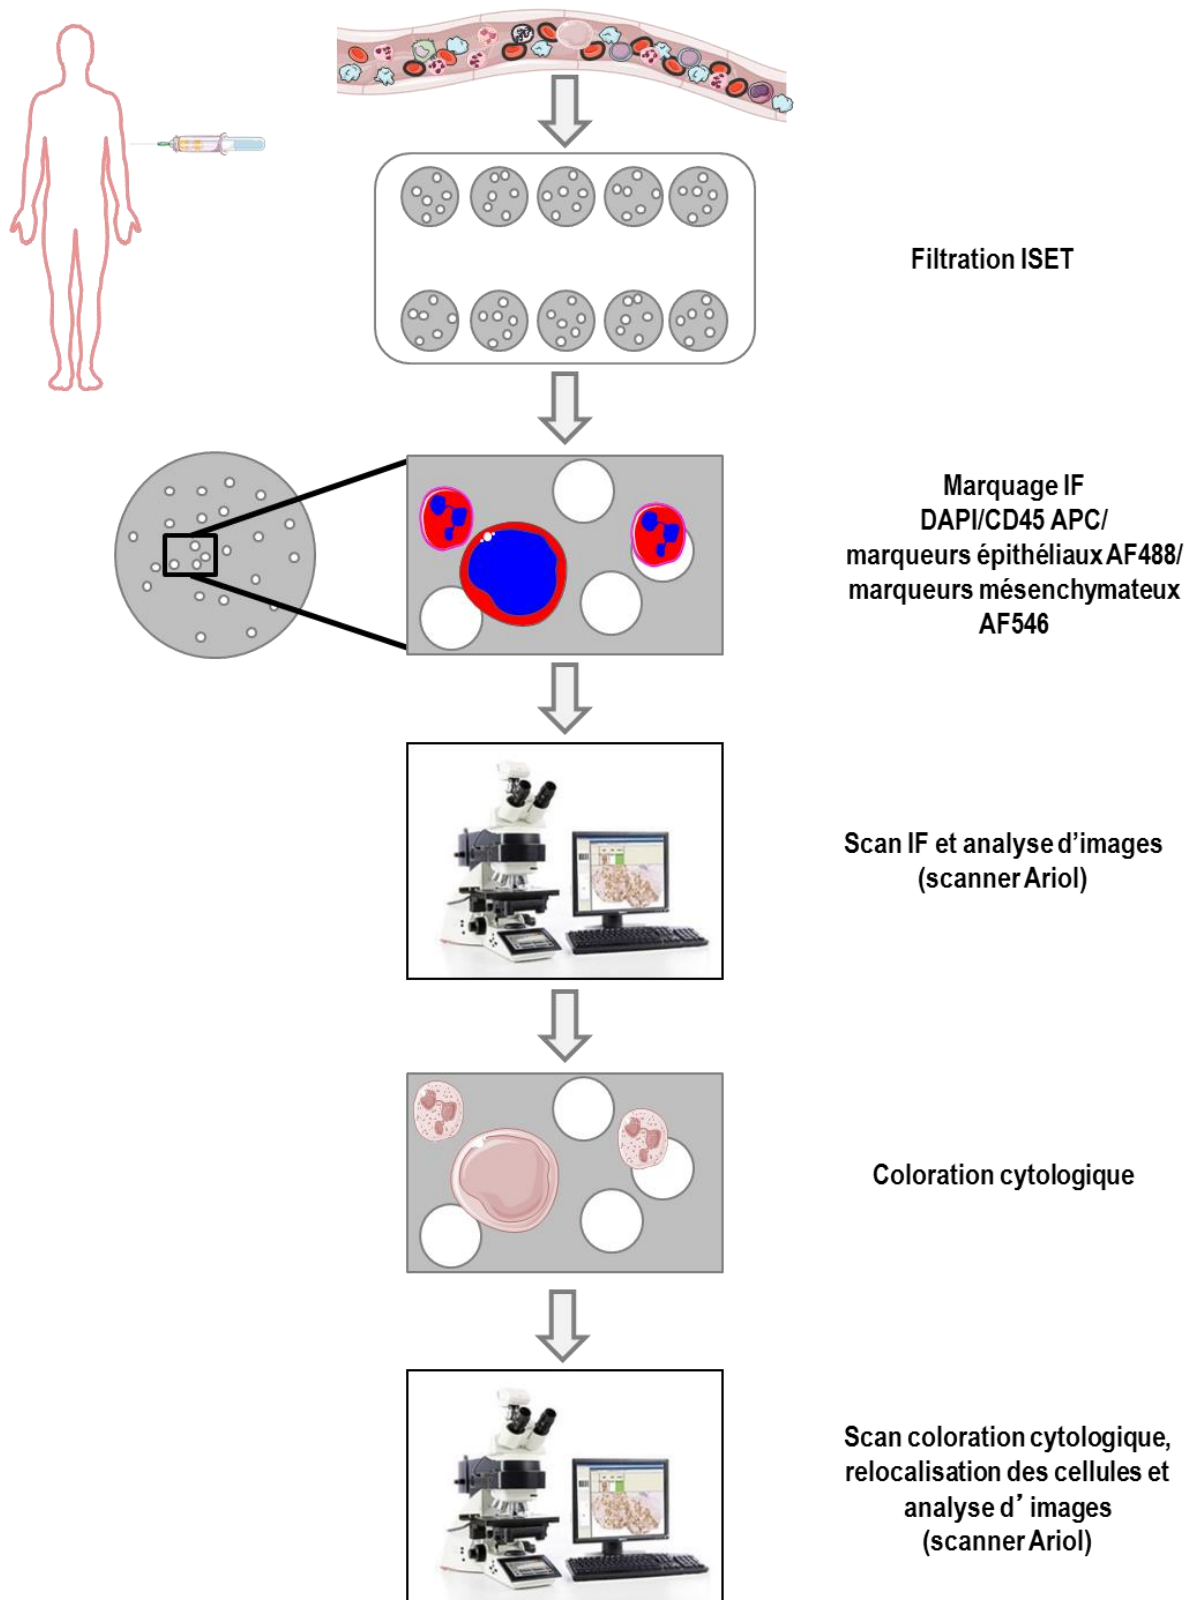 Filtration ISET
Marquage IF
DAPI/CD45 APC/
marqueurs épithéliaux AF488/
marqueurs mésenchymateux
AF546
Scan IF et analyse d’images
(scanner Ariol)
Coloration cytologique
Scan coloration cytologique,
relocalisation des cellules et
analyse d’ images
(scanner Ariol)